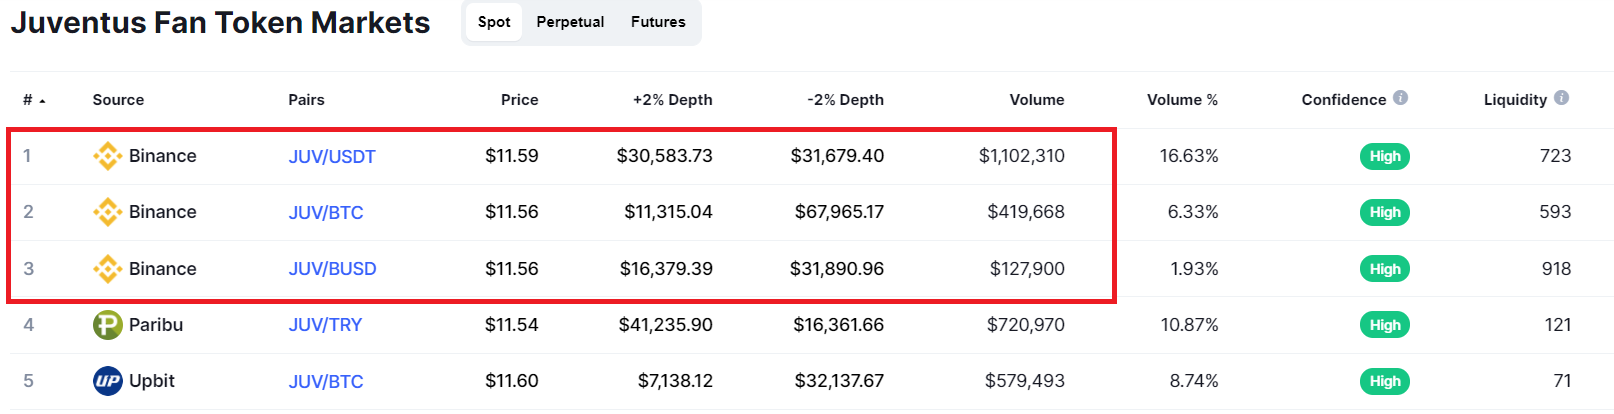 Juventus Fan Token Markets Spot Perpetual Futures
# Source Pairs Price +2% Depth -2% Depth Volume Volume % Confidence i Liquidity i
1 Binance JUV/USDT $11.59 $30,583.73 $31,679.40 $1,102,310 16.63% High 723
2 Binance JUV/BTC $11.56 $11,315.04 $67,965.17 $419,668 6.33% High 593
3 Binance JUV/BUSD $11.56 $16,379.39 $31,890.96 $127,900 1.93% High 918
4 P Paribu JUV/TRY $11.54 $41,235.90 $16,361.66 $720,970 10.87% High 121
5 UP Upbit JUV/BTC $11.60 $7,138.12 $32,137.67 $579,493 8.74% High 71